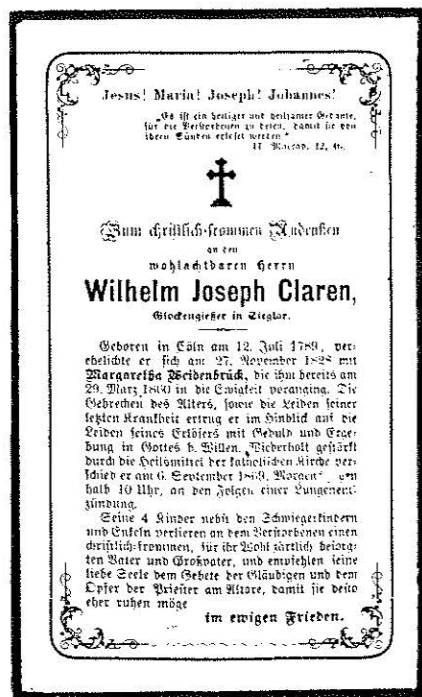 Jesus! Maria! Joseph! Johannes!
„Es ist ein heiliger und heilsamer Gedanke,
für die Verstorbenen zu beten, damit sie von
ihren Sünden erlöset werden"
II. Maccab. 12, 46.
Zum christlich-frommen Andenken
an den
wohlachtbaren Herrn
Wilhelm Joseph Claren,
Glockengießer in Sieglar.
Geboren in Cöln am 12. Juli 1789, ver-
ehelichte er sich am 27. November 1828 mit
Margaretha Weidenbrück, die ihm bereits am
29. März 1860 in die Ewigkeit voranging. Die
Gebrechen des Alters, sowie die Leiden seiner
letzten Krankheit ertrug er im Hinblick auf die
Leiden seines Erlösers mit Geduld und Erge-
bung in Gottes h. Willen. Wiederholt gestärkt
durch die Heilsmittel der katholischen Kirche ver-
schied er am 6. September 1869, Morgens gen
halb 10 Uhr, an den Folgen einer Lungenent-
zündung.
Seine 4 Kinder nebst den Schwiegerkindern
und Enkeln verlieren an dem Verstorbenen einen
christlich-frommen, für ihr Wohl zärtlich besorg-
ten Vater und Großvater, und empfehlen seine
liebe Seele dem Gebete der Gläubigen und dem
Opfer der Priester am Altare, damit sie desto
eher ruhen möge
im ewigen Frieden.